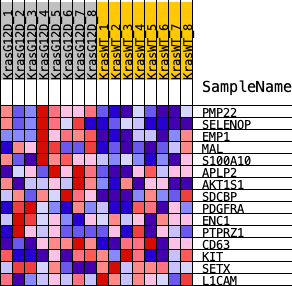 KrasG12D_1
KrasG12D_2
KrasG12D_3
KrasG12D_4
KrasG12D_5
KrasG12D_6
KrasG12D_7
KrasG12D_8
KrasWT_1
KrasWT_2
KrasWT_3
KrasWT_4
KrasWT_5
KrasWT_6
KrasWT_7
KrasWT_8
SampleName
PMP22
SELENOP
EMP1
MAL
S100A10
APLP2
AKT1S1
SDCBP
PDGFRA
ENC1
PTPRZ1
CD63
KIT
SETX
L1CAM